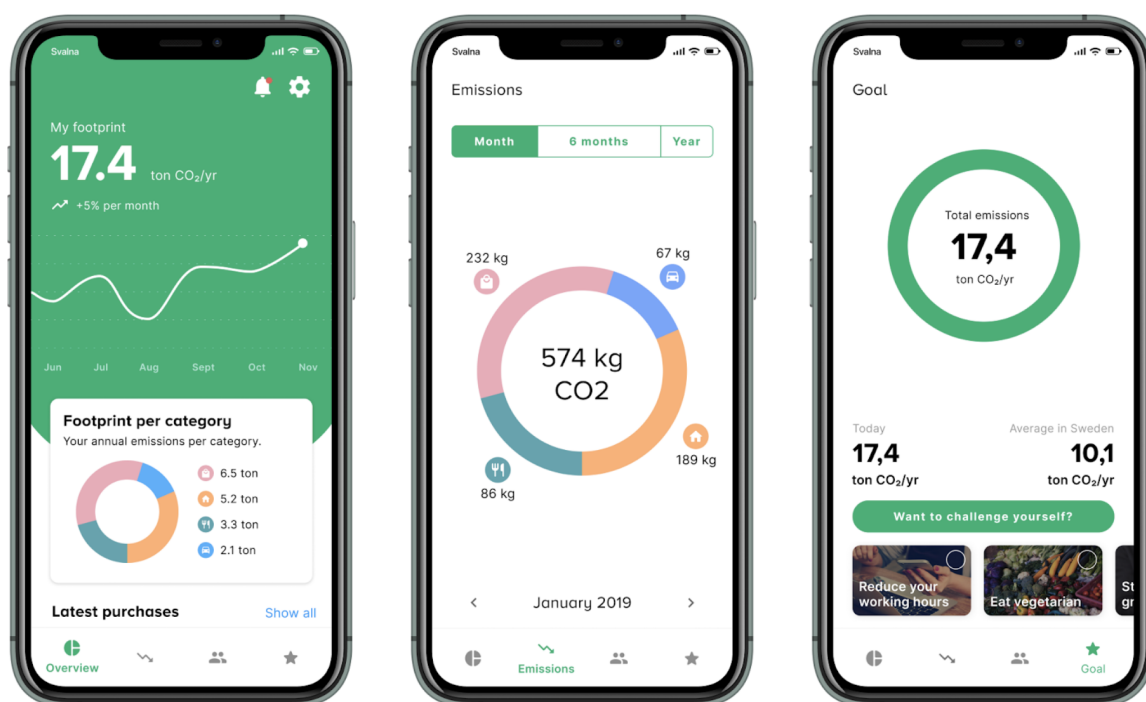 Svalna
My footprint
17.4 ton CO₂/yr
+5% per month
Jun Jul Aug Sept Oct Nov
Footprint per category
Your annual emissions per category.
6.5 ton
5.2 ton
3.3 ton
2.1 ton
Latest purchases Show all
Overview
Svalna
Emissions
Month 6 months Year
232 kg 67 kg
574 kg
CO2
189 kg
86 kg
< January 2019 >
Emissions
Svalna
Goal
Total emissions
17,4
ton CO₂/yr
Today Average in Sweden
17,4 10,1
ton CO₂/yr ton CO₂/yr
Want to challenge yourself?
Reduce your St
working hours Eat vegetarian gr
Goal